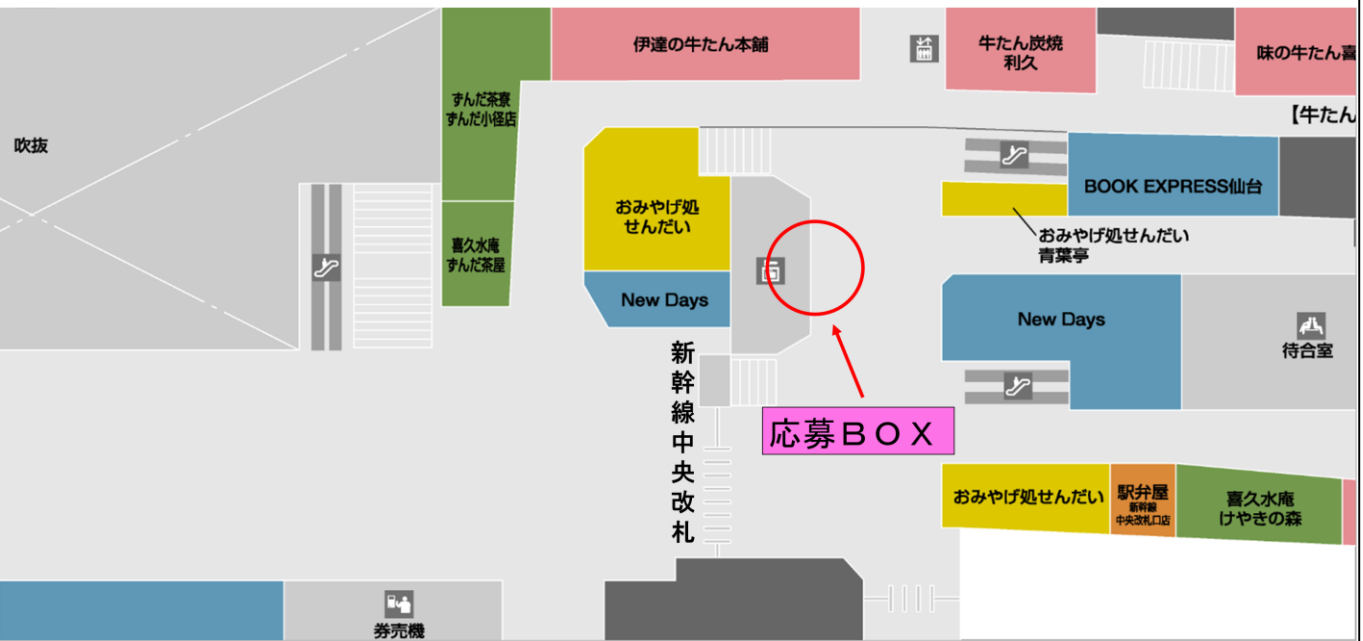 伊達の牛たん本舗
牛たん炭焼
利久
味の牛たん喜
ずんだ茶寮
ずんだ小径店
【牛たん
吹抜
BOOK EXPRESS仙台
おみやげ処
せんだい
おみやげ処せんだい
青葉亭
喜久水庵
ずんだ茶屋
New Days
New Days
待合室
新幹線中央改札
応募BOX
おみやげ処せんだい
駅弁屋
新幹線
中央改札口店
喜久水庵
けやきの森
券売機